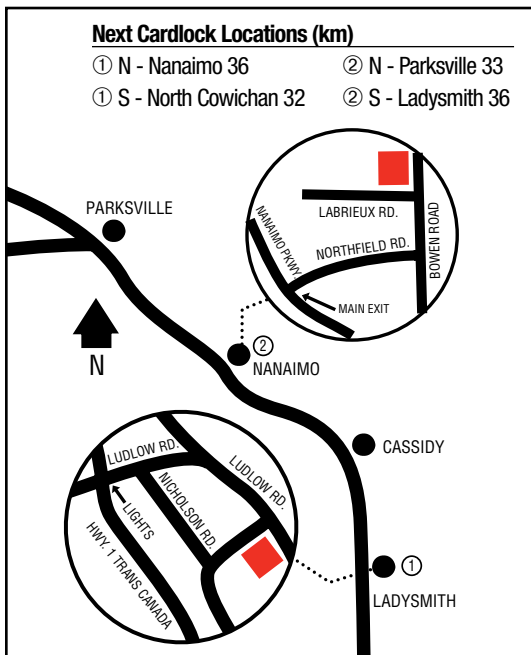 Next Cardlock Locations (km)
① N - Nanaimo 36 ② N - Parksville 33
① S - North Cowichan 32 ② S - Ladysmith 36
PARKSVILLE
LABRIEUX RD.
NANAIMO PKWY.
NORTHFIELD RD.
BOWEN ROAD
MAIN EXIT
N
②
NANAIMO
CASSIDY
LUDLOW RD.
LUDLOW RD.
NICHOLSON RD.
LIGHTS
HWY. 1 TRANS CANADA
①
LADYSMITH